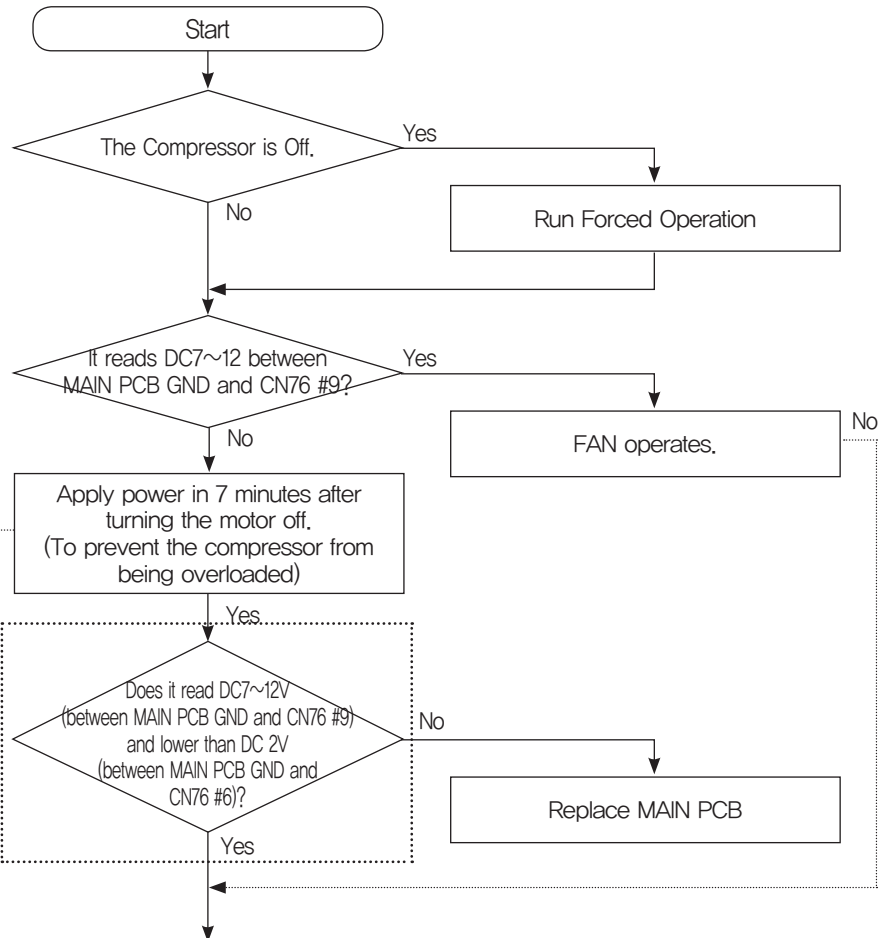 Start
The Compressor is Off.
Yes
No
Run Forced Operation
It reads DC7~12 between
MAIN PCB GND and CN76 #9?
Yes
No
FAN operates.
No
Apply power in 7 minutes after
turning the motor off.
(To prevent the compressor from
being overloaded)
Yes
Does it read DC7~12V
(between MAIN PCB GND and CN76 #9)
and lower than DC 2V
(between MAIN PCB GND and
CN76 #6)?
No
Replace MAIN PCB
Yes